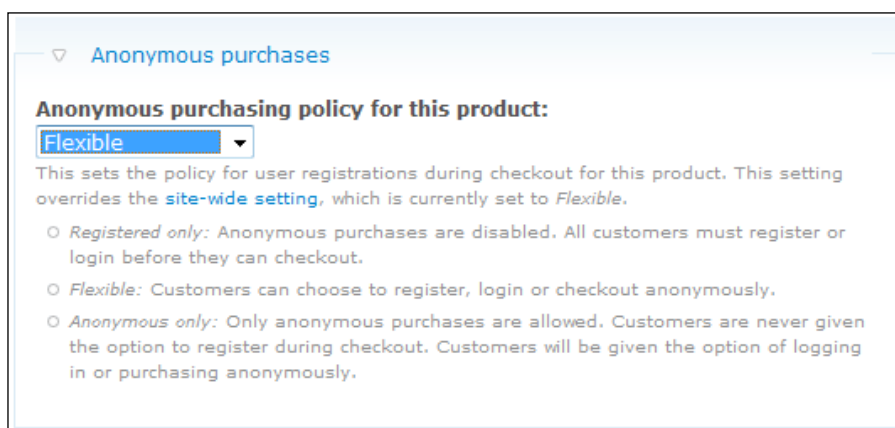 Anonymous purchases
Anonymous purchasing policy for this product:
Flexible
This sets the policy for user registrations during checkout for this product. This setting
overrides the site-wide setting, which is currently set to Flexible.
Registered only: Anonymous purchases are disabled. All customers must register or
login before they can checkout.
Flexible: Customers can choose to register, login or checkout anonymously.
Anonymous only: Only anonymous purchases are allowed. Customers are never given
the option to register during checkout. Customers will be given the option of logging
in or purchasing anonymously.